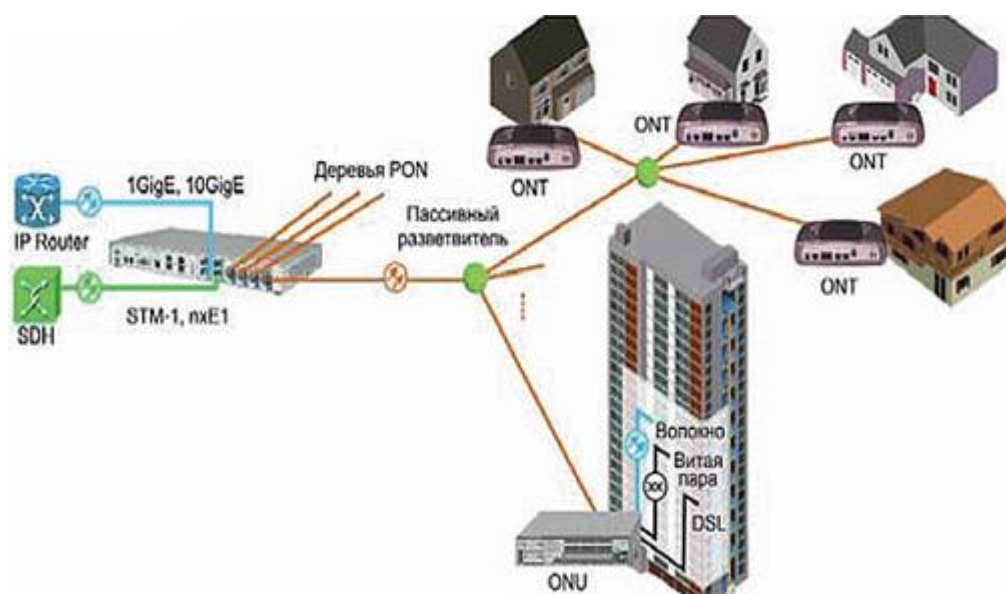 ONT
ONT
ONT
ONT
Деревья PON
1GigE, 10GigE
Пассивный
разветвитель
IP Router
STM-1, nxE1
SDH
Волокно
Витая
пара
DSL
ONU